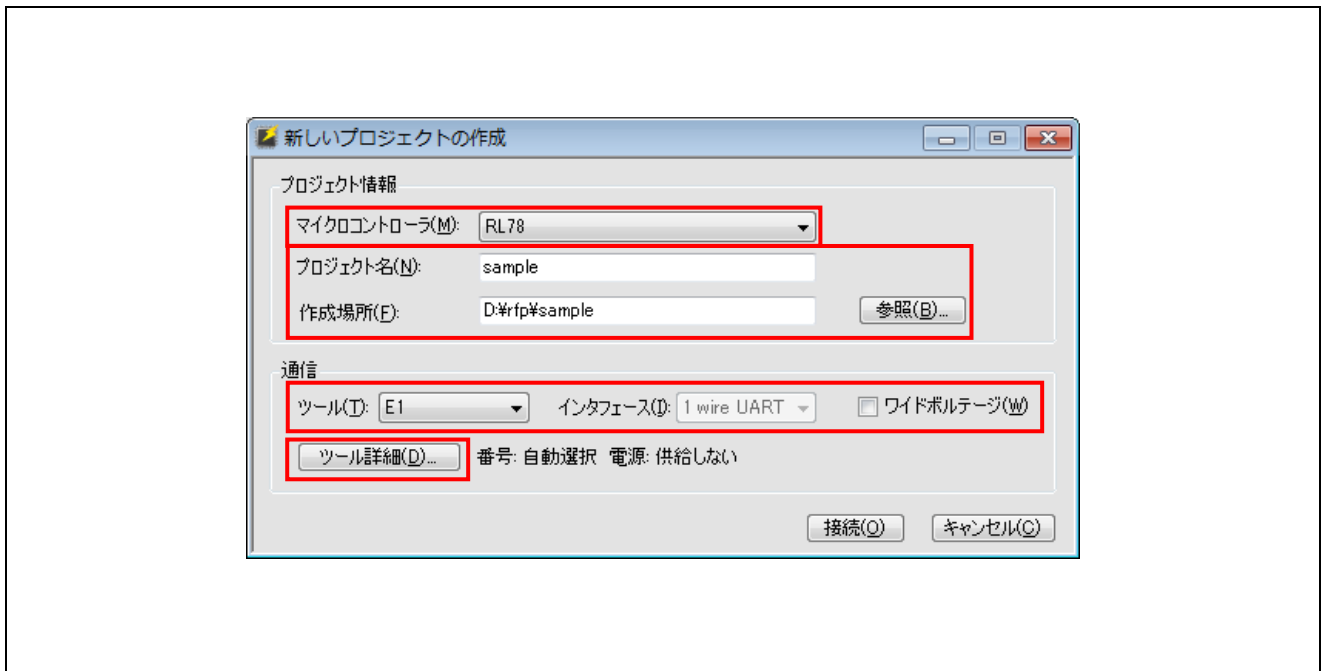 新しいプロジェクトの作成
プロジェクト情報
マイクロコントローラ(M): RL78
プロジェクト名(N): sample
作成場所(F): D:¥rfp¥sample 参照(B)...
通信
ツール(T): E1 インタフェース(I): 1 wire UART ワイドボルテージ(W)
ツール詳細(D)... 番号: 自動選択 電源: 供給しない
接続(O) キャンセル(C)